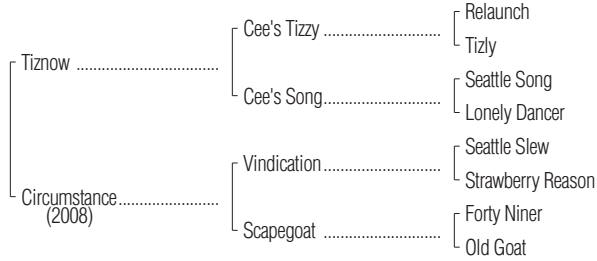 Relaunch
Cee's Tizzy ..............................
Tizly
Tiznow .....................................
Seattle Song
Cee's Song..............................
Lonely Dancer
Seattle Slew
Vindication..............................
Strawberry Reason
Circumstance..........................
(2008)
Forty Niner
Scapegoat ..............................
Old Goat